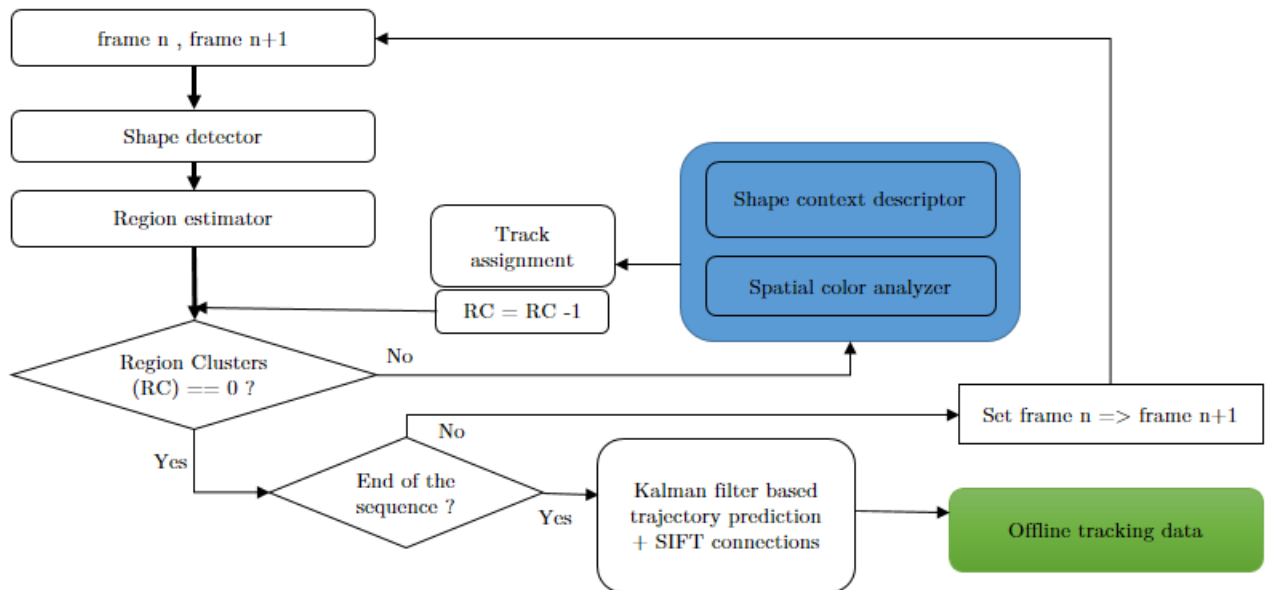 frame n , frame n+1
Shape detector
Region estimator
Track
assignment
RC = RC -1
Shape context descriptor
Spatial color analyzer
Region Clusters
(RC) == 0 ?
No
Yes
End of the
sequence ?
No
Yes
Set frame n => frame n+1
Kalman filter based
trajectory prediction
+ SIFT connections
Offline tracking data